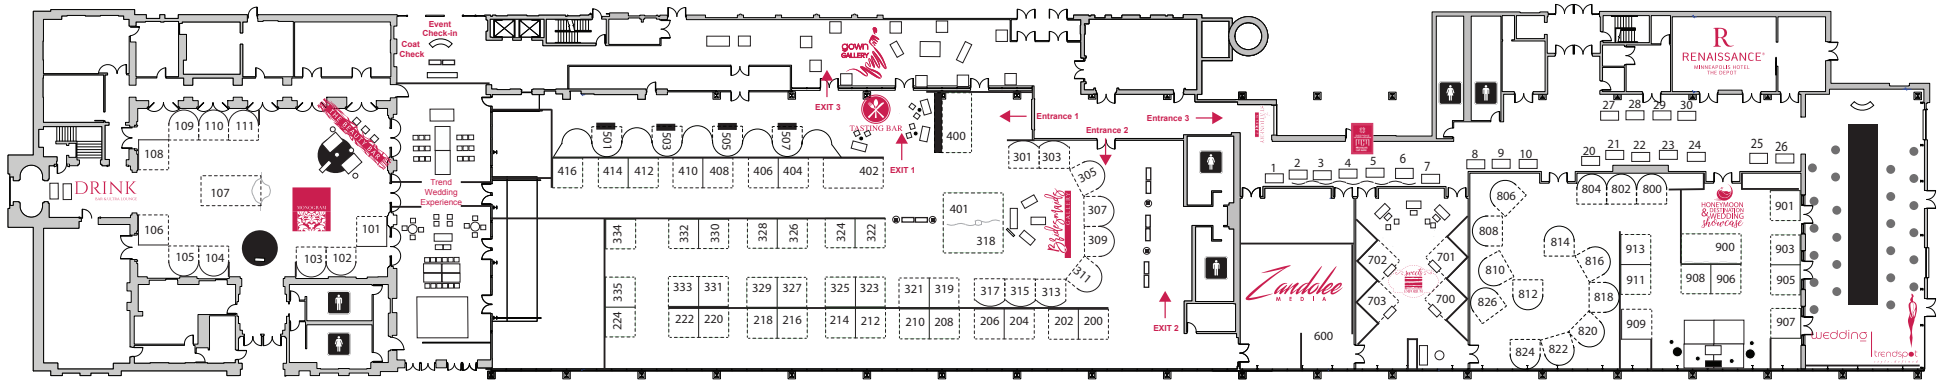 Event
Check-in
Coat
Check
gown
GALLERY
EXIT 3
TASTING BAR
EXIT 1
Entrance 1
Entrance 2
Entrance 3
EXIT 2
R
RENAISSANCE
MINNEAPOLIS HOTEL
THE DEPOT
DRINK
BAR & ULTRA LOUNGE
MONOGRAM
Trend
Wedding
Experience
Bridesmaids
GALLERY
Zandolee
MEDIA
HONEYMOON
& DESTINATION
WEDDING
showcase
wedding
trendspot
109 110 111
108
107
106
105 104
103 102
101
501 503 505 507
400
416 414 412 410 408 406 404 402
401
318
301 303
305
307
309
311
334 332 330 328 326 324 322
335 333 331 329 327 325 323 321 319 317 315 313
224 222 220 218 216 214 212 210 208 206 204 202 200
1 2 3 4 5 6 7
8 9 10
20 21 22 23 24 25 26
27 28 29 30
600
702 701
703 700
804 802 800
806
808
810
826
812
814
816
818
820
822
824
901
903
905
907
900
913
911
909
908 906